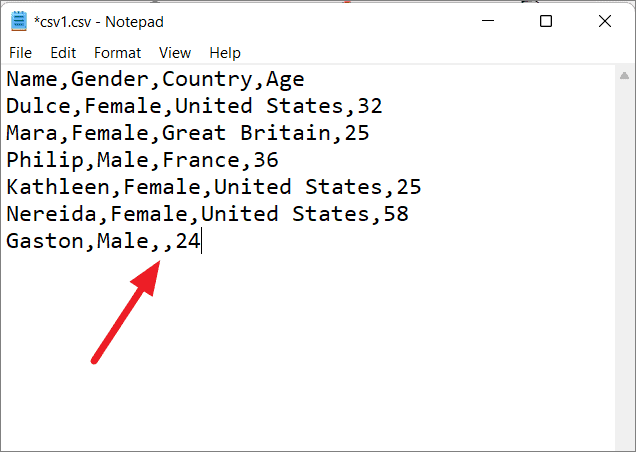 *csv1.csv - Notepad
File Edit Format View Help
Name,Gender,Country,Age
Dulce,Female,United States,32
Mara,Female,Great Britain,25
Philip,Male,France,36
Kathleen,Female,United States,25
Nereida,Female,United States,58
Gaston,Male,,24